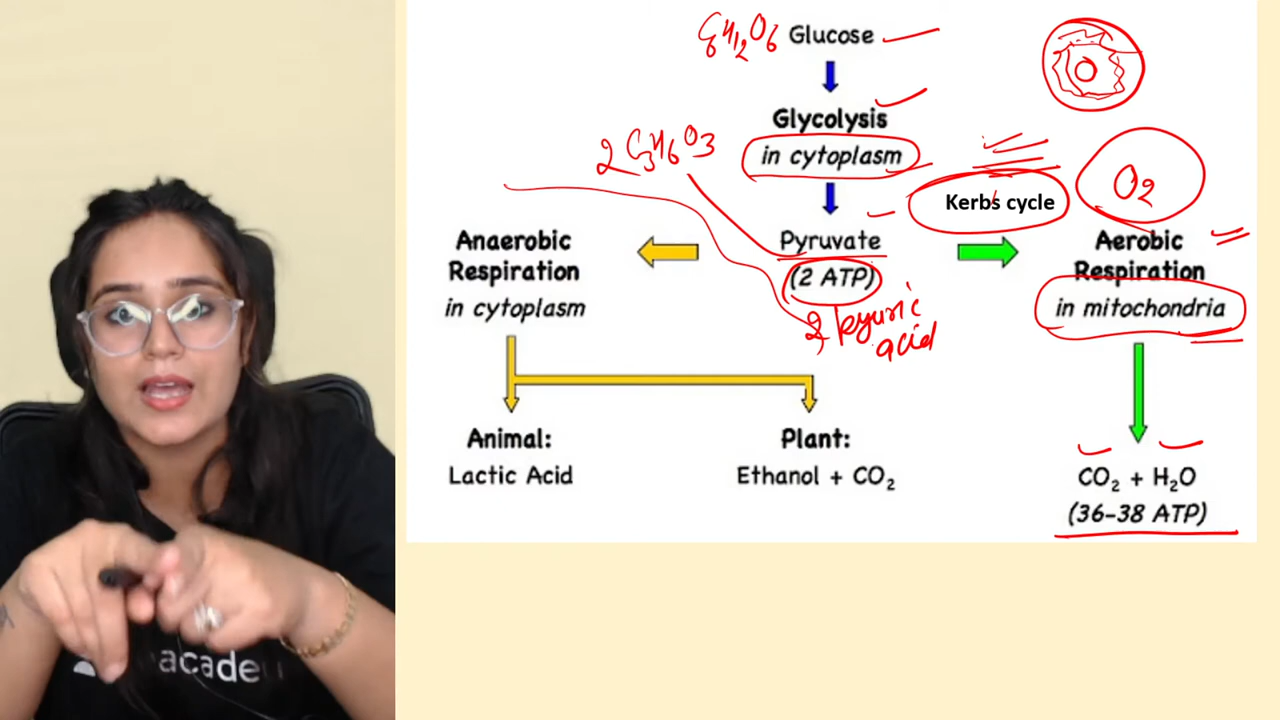 C6H12O6 Glucose
Glycolysis
in cytoplasm
2 C3H6O3
Kerbs cycle
O2
Pyruvate
(2 ATP)
2 pyuric
acid
Anaerobic
Respiration
in cytoplasm
Aerobic
Respiration
in mitochondria
Animal:
Lactic Acid
Plant:
Ethanol + CO₂
CO₂ + H₂O
(36-38 ATP)